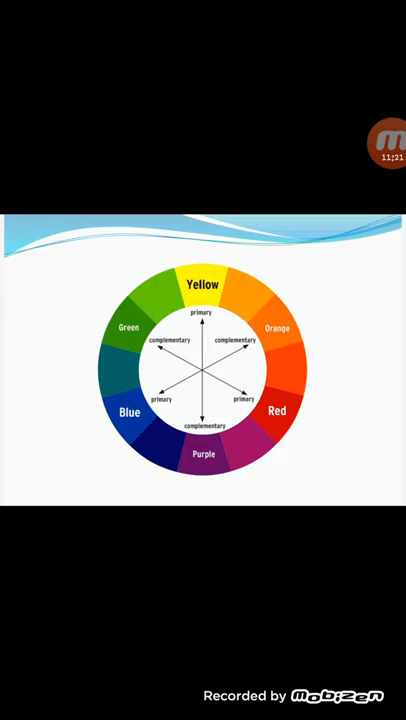 11:21
Yellow
primary
Green
Orange
complementary
complementary
primary
primary
Blue
Red
complementary
Purple
Recorded by Mobizen